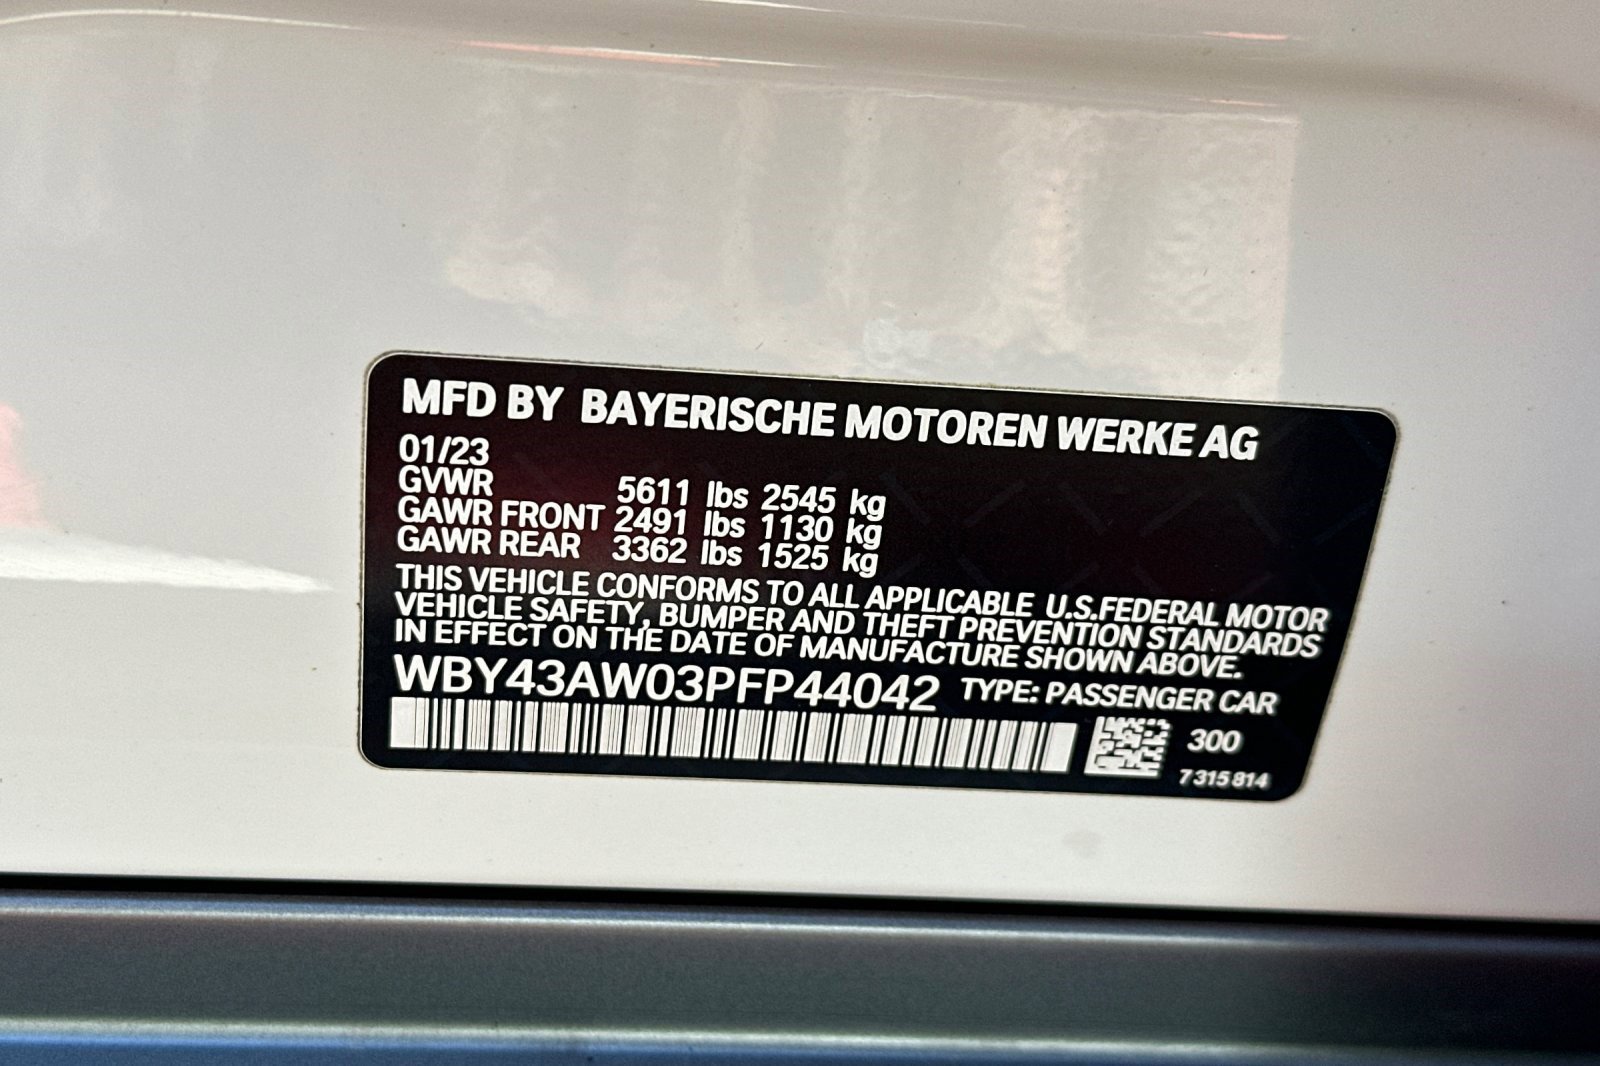 MFD BY BAYERISCHE MOTOREN WERKE AG
01/23
GVWR 5611 lbs 2545 kg
GAWR FRONT 2491 lbs 1130 kg
GAWR REAR 3362 lbs 1525 kg
THIS VEHICLE CONFORMS TO ALL APPLICABLE U.S.FEDERAL MOTOR
VEHICLE SAFETY, BUMPER AND THEFT PREVENTION STANDARDS
IN EFFECT ON THE DATE OF MANUFACTURE SHOWN ABOVE.
WBY43AW03PFP44042 TYPE: PASSENGER CAR
300
7 315 814